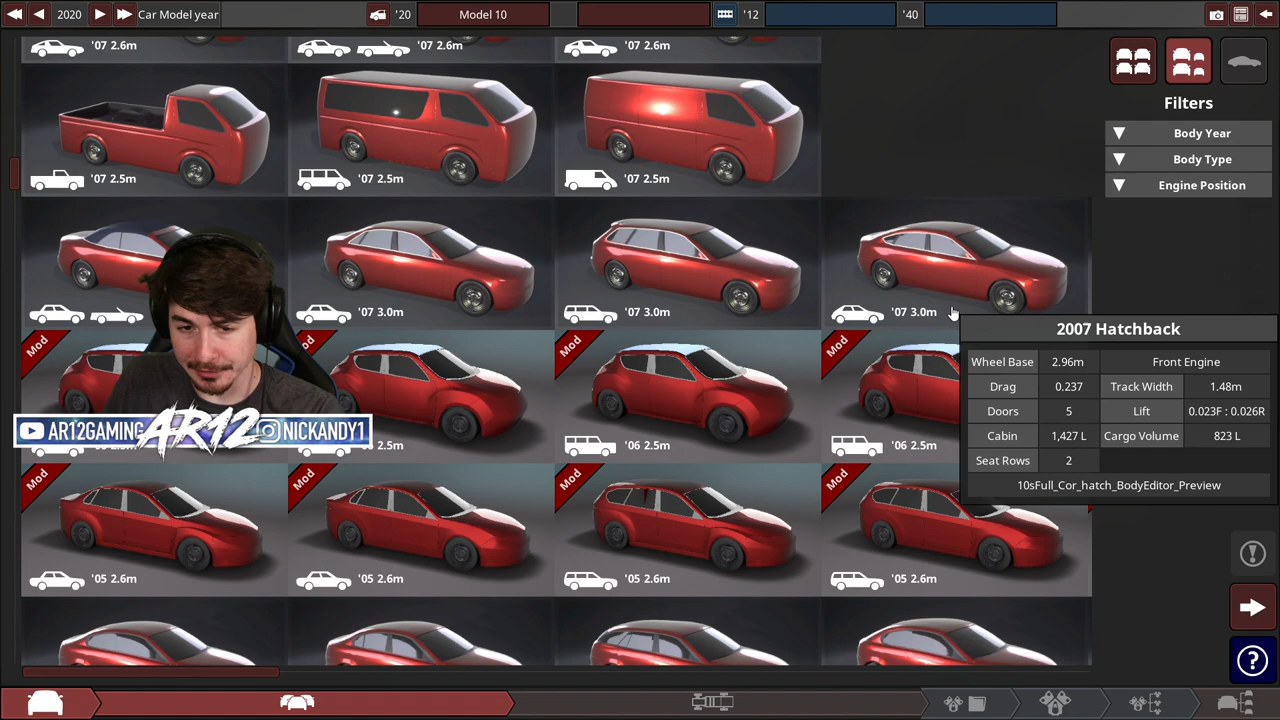 2020 Car Model year '20 Model 10 '12 '40
'07 2.6m '07 2.6m '07 2.6m
'07 2.5m '07 2.5m '07 2.5m
Filters
Body Year
Body Type
Engine Position
'07 3.0m '07 3.0m '07 3.0m
2007 Hatchback
Wheel Base 2.96m Front Engine
Drag 0.237 Track Width 1.48m
Doors 5 Lift 0.023F : 0.026R
Cabin 1,427 L Cargo Volume 823 L
Seat Rows 2
10sFull_Cor_hatch_BodyEditor_Preview
Mod Mod Mod Mod
AR12GAMING AR12 NICKANDY1
2.5m '06 2.5m '06 2.5m
Mod Mod Mod Mod
'05 2.6m '05 2.6m '05 2.6m '05 2.6m